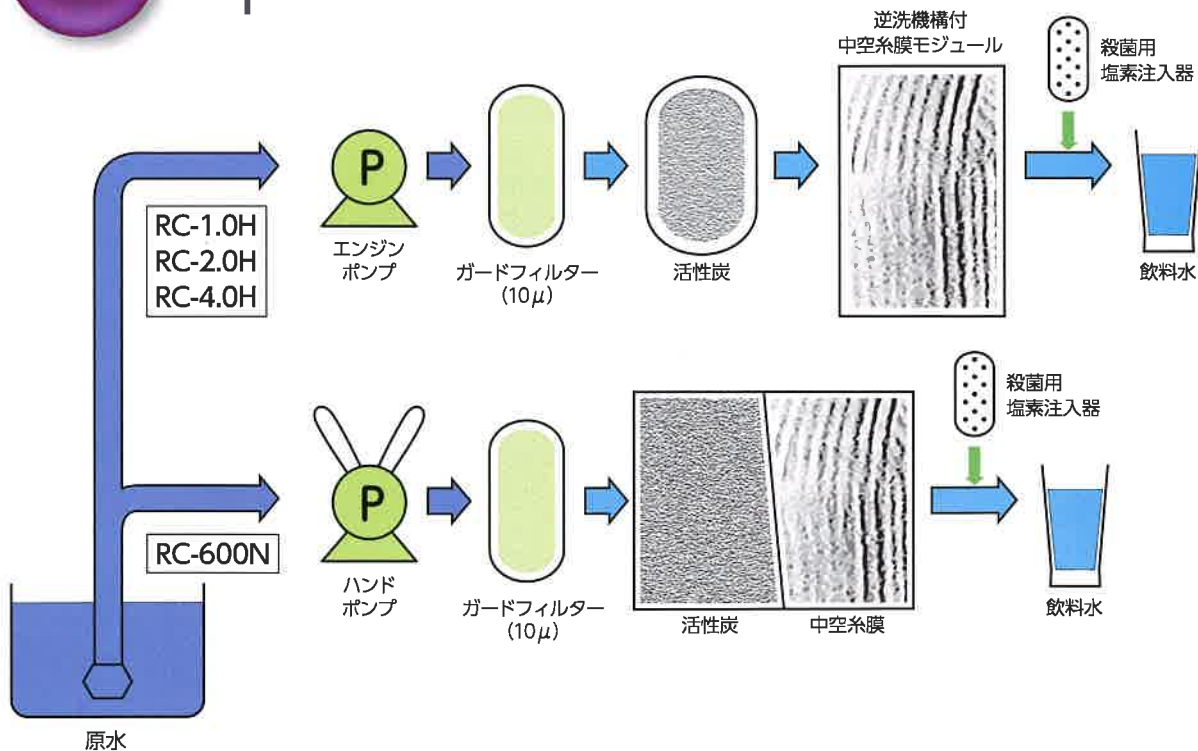 逆洗機構付
中空糸膜モジュール
殺菌用
塩素注入器
RC-1.0H
RC-2.0H
RC-4.0H
P
エンジン
ポンプ
ガードフィルター
(10μ)
活性炭
飲料水
殺菌用
塩素注入器
RC-600N
P
ハンド
ポンプ
ガードフィルター
(10μ)
活性炭
中空糸膜
飲料水
原水